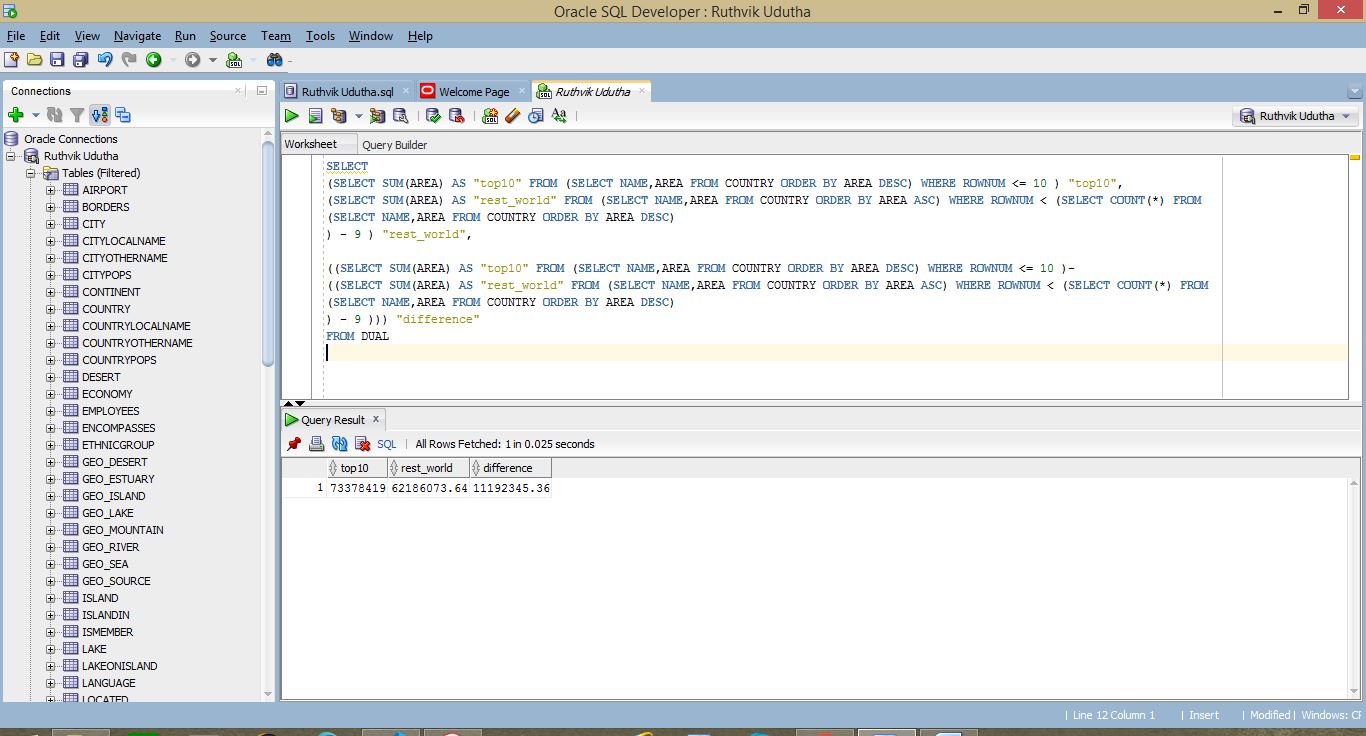 Oracle SQL Developer : Ruthvik Udutha
File Edit View Navigate Run Source Team Tools Window Help
Connections
Ruthvik Udutha.sql
Welcome Page
Ruthvik Udutha
Ruthvik Udutha
Oracle Connections
Ruthvik Udutha
Tables (Filtered)
AIRPORT
BORDERS
CITY
CITYLOCALNAME
CITYOTHERNAME
CITYPOPS
CONTINENT
COUNTRY
COUNTRYLOCALNAME
COUNTRYOTHERNAME
COUNTRYPOPS
DESERT
ECONOMY
EMPLOYEES
ENCOMPASSES
ETHNICGROUP
GEO_DESERT
GEO_ESTUARY
GEO_ISLAND
GEO_LAKE
GEO_MOUNTAIN
GEO_RIVER
GEO_SEA
GEO_SOURCE
ISLAND
ISLANDIN
ISMEMBER
LAKE
LAKEONISLAND
LANGUAGE
LOCATED
Worksheet Query Builder
SELECT
(SELECT SUM(AREA) AS "top10" FROM (SELECT NAME,AREA FROM COUNTRY ORDER BY AREA DESC) WHERE ROWNUM <= 10 ) "top10",
(SELECT SUM(AREA) AS "rest_world" FROM (SELECT NAME,AREA FROM COUNTRY ORDER BY AREA ASC) WHERE ROWNUM < (SELECT COUNT(*) FROM
(SELECT NAME,AREA FROM COUNTRY ORDER BY AREA DESC)
) - 9 ) "rest_world",
((SELECT SUM(AREA) AS "top10" FROM (SELECT NAME,AREA FROM COUNTRY ORDER BY AREA DESC) WHERE ROWNUM <= 10 )-
((SELECT SUM(AREA) AS "rest_world" FROM (SELECT NAME,AREA FROM COUNTRY ORDER BY AREA ASC) WHERE ROWNUM < (SELECT COUNT(*) FROM
(SELECT NAME,AREA FROM COUNTRY ORDER BY AREA DESC)
) - 9 ))) "difference"
FROM DUAL
Query Result
SQL | All Rows Fetched: 1 in 0.025 seconds
top10 rest_world difference
1 73378419 62186073.64 11192345.36
| Line 12 Column 1 | Insert | Modified | Windows: CF